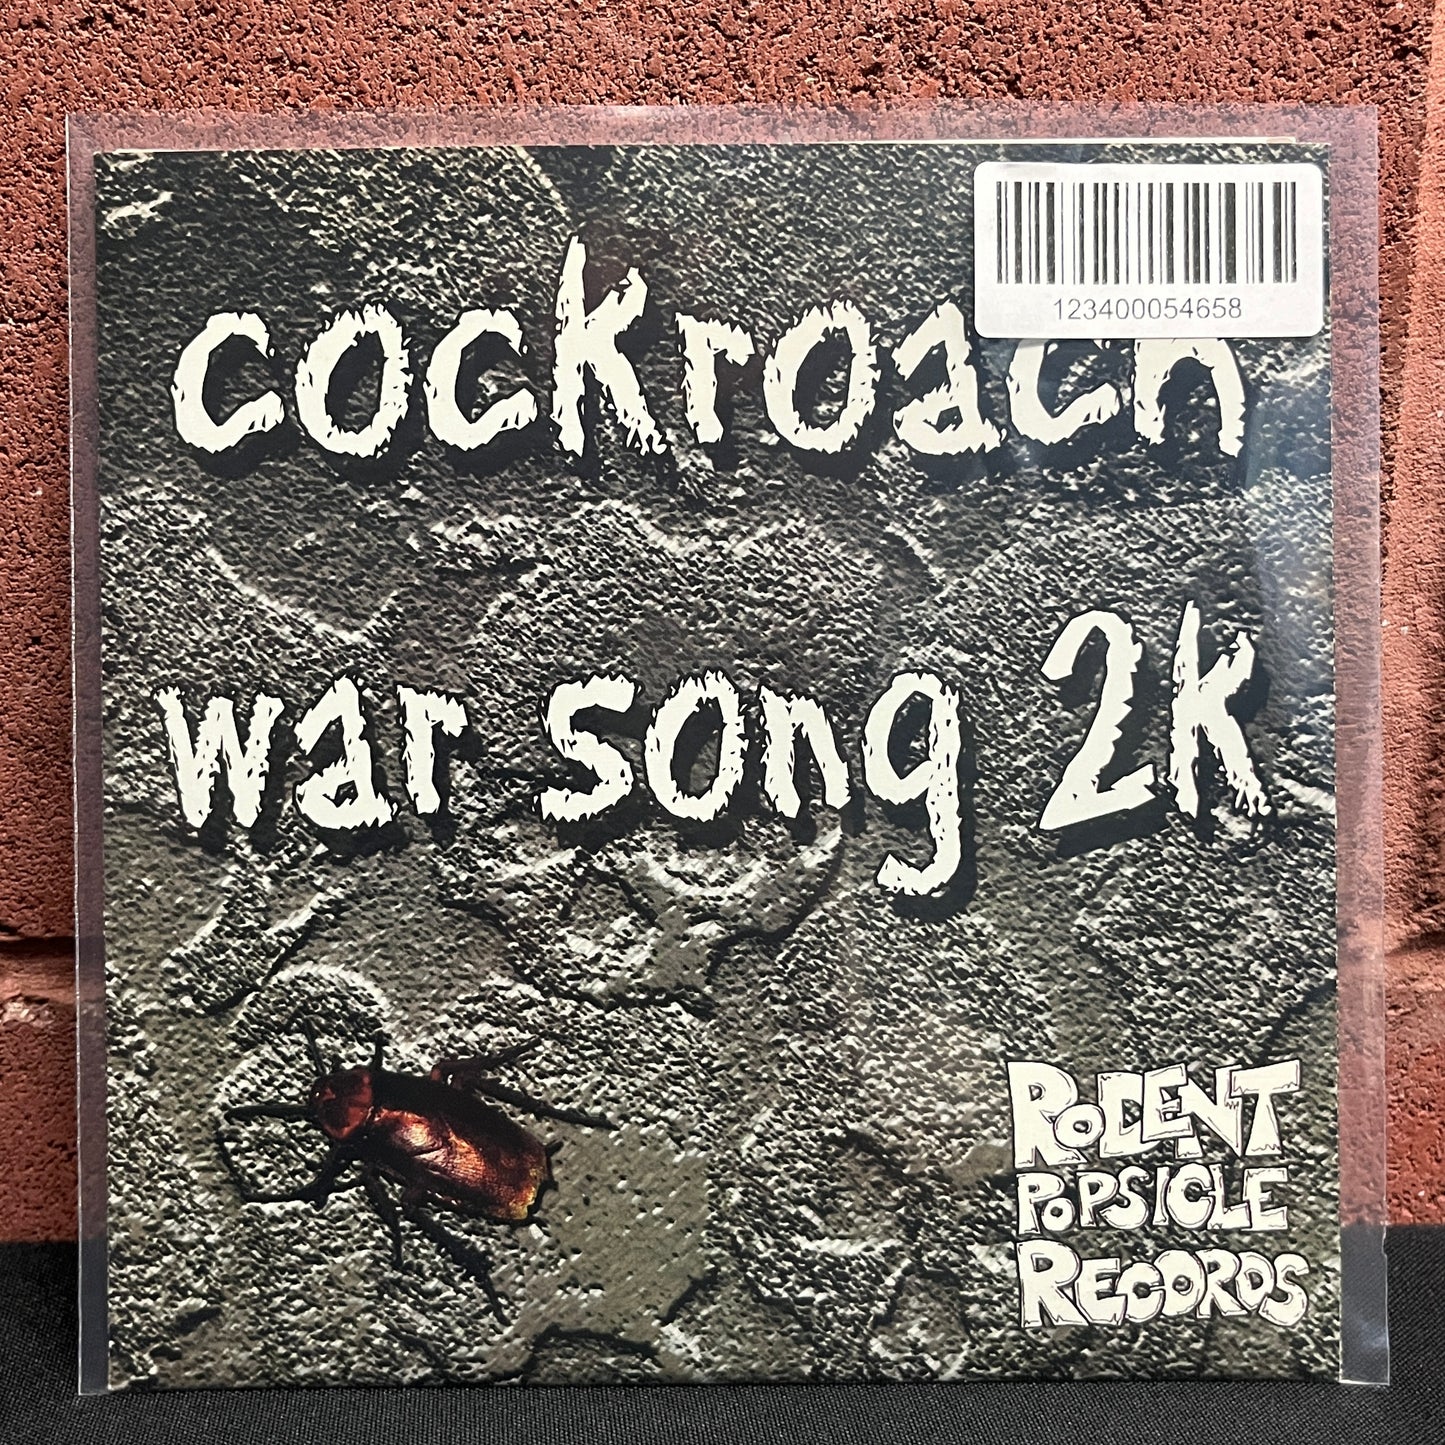 123400054658
cockroach
war song 2k
RODENT
POPSICLE
RECORDS